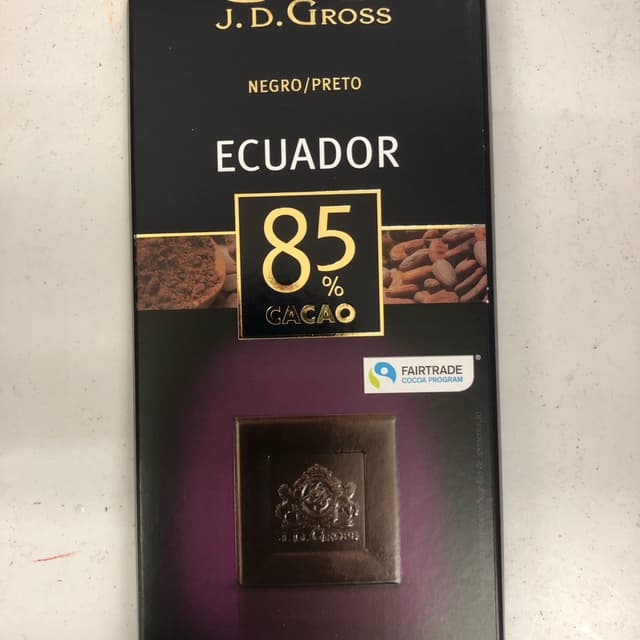 J. D. GROSS
NEGRO/PRETO
ECUADOR
85
%
CACAO
FAIRTRADE
COCOA PROGRAM
J. D. GROSS